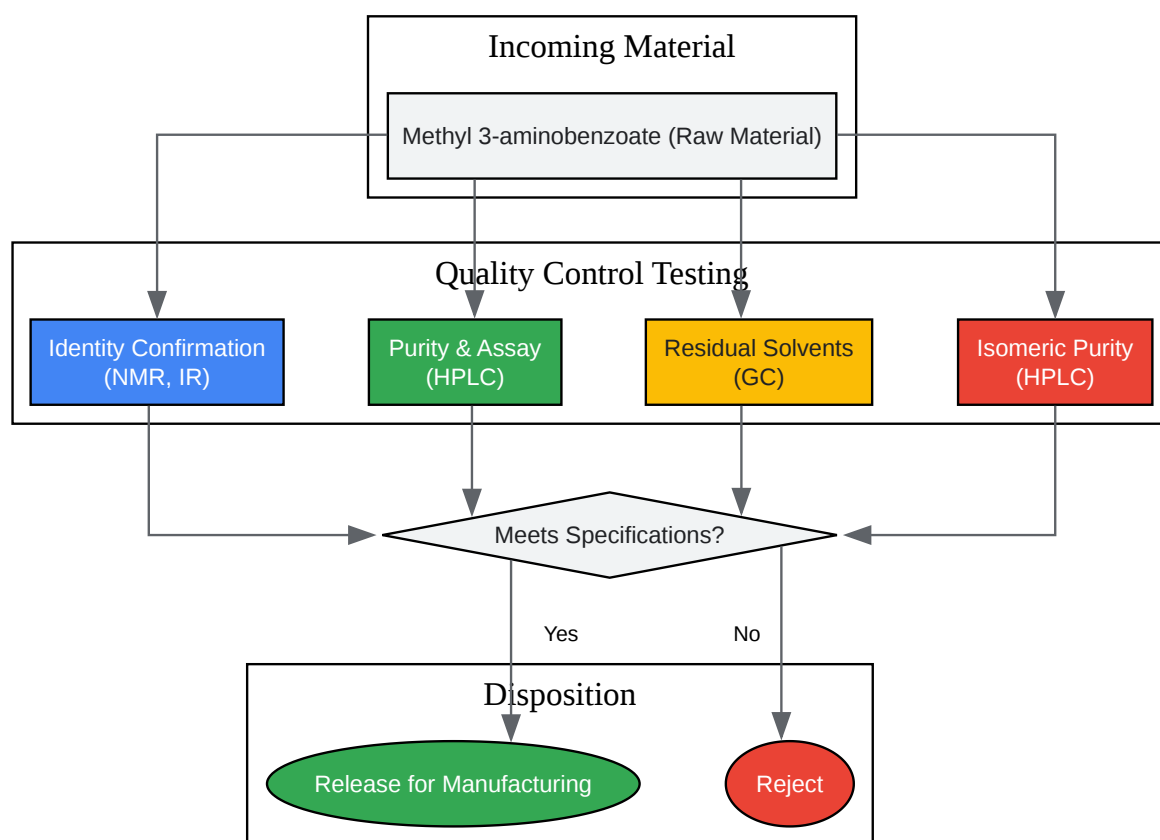 Incoming Material
Methyl 3-aminobenzoate (Raw Material)
Quality Control Testing
Identity Confirmation
(NMR, IR)
Purity & Assay
(HPLC)
Residual Solvents
(GC)
Isomeric Purity
(HPLC)
Meets Specifications?
Yes
No
Disposition
Release for Manufacturing
Reject